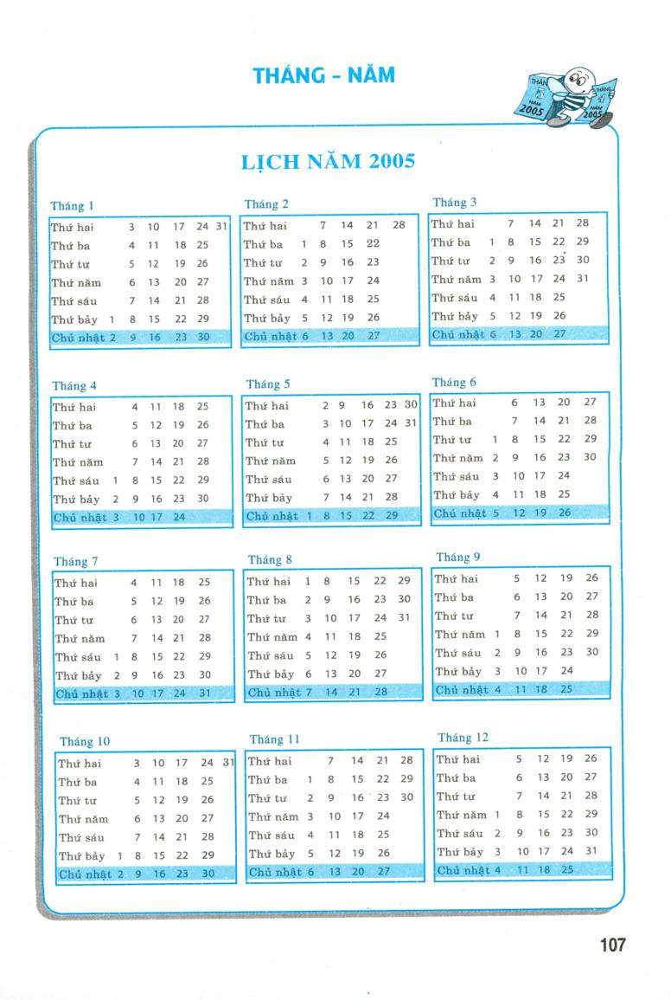 THÁNG – NĂM
THÁN
3
NĂM
2005
THÁNG
4
NĂM
2005
LỊCH NĂM 2005
Tháng 1
Thứ hai 3 10 17 24 31
Thứ ba 4 11 18 25
Thứ tư 5 12 19 26
Thứ năm 6 13 20 27
Thứ sáu 7 14 21 28
Thứ bảy 1 8 15 22 29
Chủ nhật 2 9 16 23 30
Tháng 2
Thứ hai 7 14 21 28
Thứ ba 1 8 15 22
Thứ tư 2 9 16 23
Thứ năm 3 10 17 24
Thứ sáu 4 11 18 25
Thứ bảy 5 12 19 26
Chủ nhật 6 13 20 27
Tháng 3
Thứ hai 7 14 21 28
Thứ ba 1 8 15 22 29
Thứ tư 2 9 16 23 30
Thứ năm 3 10 17 24 31
Thứ sáu 4 11 18 25
Thứ bảy 5 12 19 26
Chủ nhật 6 13 20 27
Tháng 4
Thứ hai 4 11 18 25
Thứ ba 5 12 19 26
Thứ tư 6 13 20 27
Thứ năm 7 14 21 28
Thứ sáu 1 8 15 22 29
Thứ bảy 2 9 16 23 30
Chủ nhật 3 10 17 24
Tháng 5
Thứ hai 2 9 16 23 30
Thứ ba 3 10 17 24 31
Thứ tư 4 11 18 25
Thứ năm 5 12 19 26
Thứ sáu 6 13 20 27
Thứ bảy 7 14 21 28
Chủ nhật 1 8 15 22 29
Tháng 6
Thứ hai 6 13 20 27
Thứ ba 7 14 21 28
Thứ tư 1 8 15 22 29
Thứ năm 2 9 16 23 30
Thứ sáu 3 10 17 24
Thứ bảy 4 11 18 25
Chủ nhật 5 12 19 26
Tháng 7
Thứ hai 4 11 18 25
Thứ ba 5 12 19 26
Thứ tư 6 13 20 27
Thứ năm 7 14 21 28
Thứ sáu 1 8 15 22 29
Thứ bảy 2 9 16 23 30
Chủ nhật 3 10 17 24 31
Tháng 8
Thứ hai 1 8 15 22 29
Thứ ba 2 9 16 23 30
Thứ tư 3 10 17 24 31
Thứ năm 4 11 18 25
Thứ sáu 5 12 19 26
Thứ bảy 6 13 20 27
Chủ nhật 7 14 21 28
Tháng 9
Thứ hai 5 12 19 26
Thứ ba 6 13 20 27
Thứ tư 7 14 21 28
Thứ năm 1 8 15 22 29
Thứ sáu 2 9 16 23 30
Thứ bảy 3 10 17 24
Chủ nhật 4 11 18 25
Tháng 10
Thứ hai 3 10 17 24 31
Thứ ba 4 11 18 25
Thứ tư 5 12 19 26
Thứ năm 6 13 20 27
Thứ sáu 7 14 21 28
Thứ bảy 1 8 15 22 29
Chủ nhật 2 9 16 23 30
Tháng 11
Thứ hai 7 14 21 28
Thứ ba 1 8 15 22 29
Thứ tư 2 9 16 23 30
Thứ năm 3 10 17 24
Thứ sáu 4 11 18 25
Thứ bảy 5 12 19 26
Chủ nhật 6 13 20 27
Tháng 12
Thứ hai 5 12 19 26
Thứ ba 6 13 20 27
Thứ tư 7 14 21 28
Thứ năm 1 8 15 22 29
Thứ sáu 2 9 16 23 30
Thứ bảy 3 10 17 24 31
Chủ nhật 4 11 18 25
107